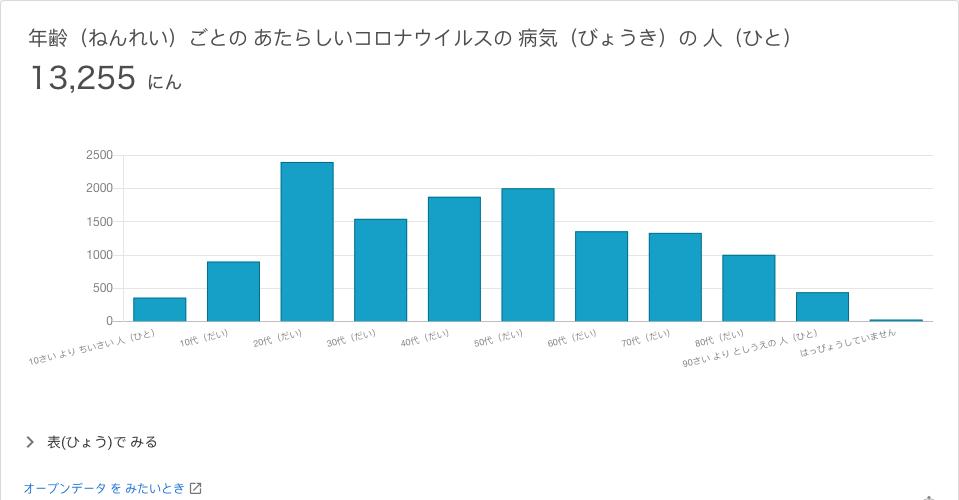 年齢（ねんれい）ごとの あたらしいコロナウイルスの 病気（びょうき）の 人（ひと）
13,255 にん
2500
2000
1500
1000
500
0
10さい より ちいさい 人（ひと）
10代（だい）
20代（だい）
30代（だい）
40代（だい）
50代（だい）
60代（だい）
70代（だい）
80代（だい）
90さい より としうえの 人（ひと）
はっぴょうしていません
表(ひょう)で みる
オープンデータ を みたいとき